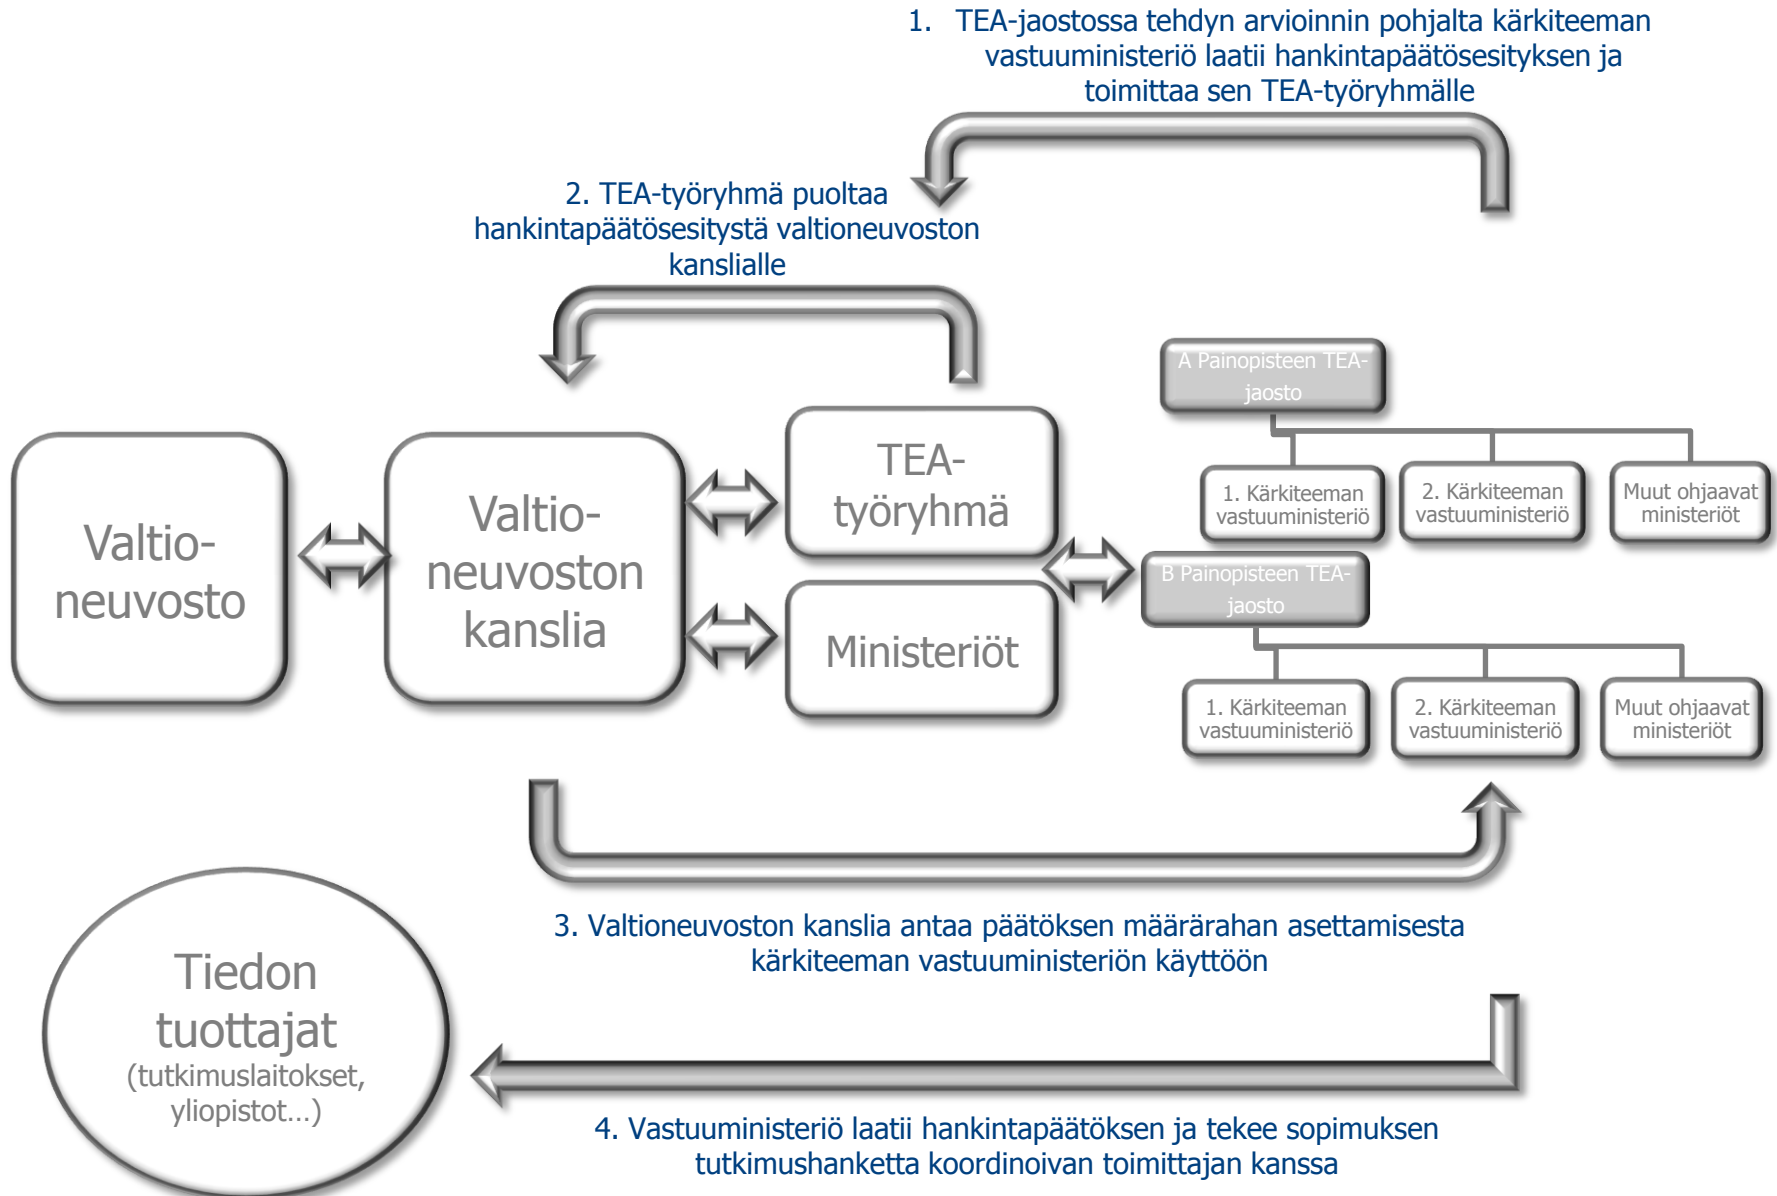 1. TEA-jaostossa tehdyn arvioinnin pohjalta kärkiteeman
vastuuministeriö laatii hankintapäätösesityksen ja
toimittaa sen TEA-työryhmälle
2. TEA-työryhmä puoltaa
hankintapäätösesitystä valtioneuvoston
kanslialle
Valtio-
neuvosto
Valtio-
neuvoston
kanslia
TEA-
työryhmä
Ministeriöt
A Painopisteen TEA-
jaosto
1. Kärkiteeman
vastuuministeriö
2. Kärkiteeman
vastuuministeriö
Muut ohjaavat
ministeriöt
B Painopisteen TEA-
jaosto
1. Kärkiteeman
vastuuministeriö
2. Kärkiteeman
vastuuministeriö
Muut ohjaavat
ministeriöt
3. Valtioneuvoston kanslia antaa päätöksen määrärahan asettamisesta
kärkiteeman vastuuministeriön käyttöön
Tiedon
tuottajat
(tutkimuslaitokset,
yliopistot…)
4. Vastuuministeriö laatii hankintapäätöksen ja tekee sopimuksen
tutkimushanketta koordinoivan toimittajan kanssa